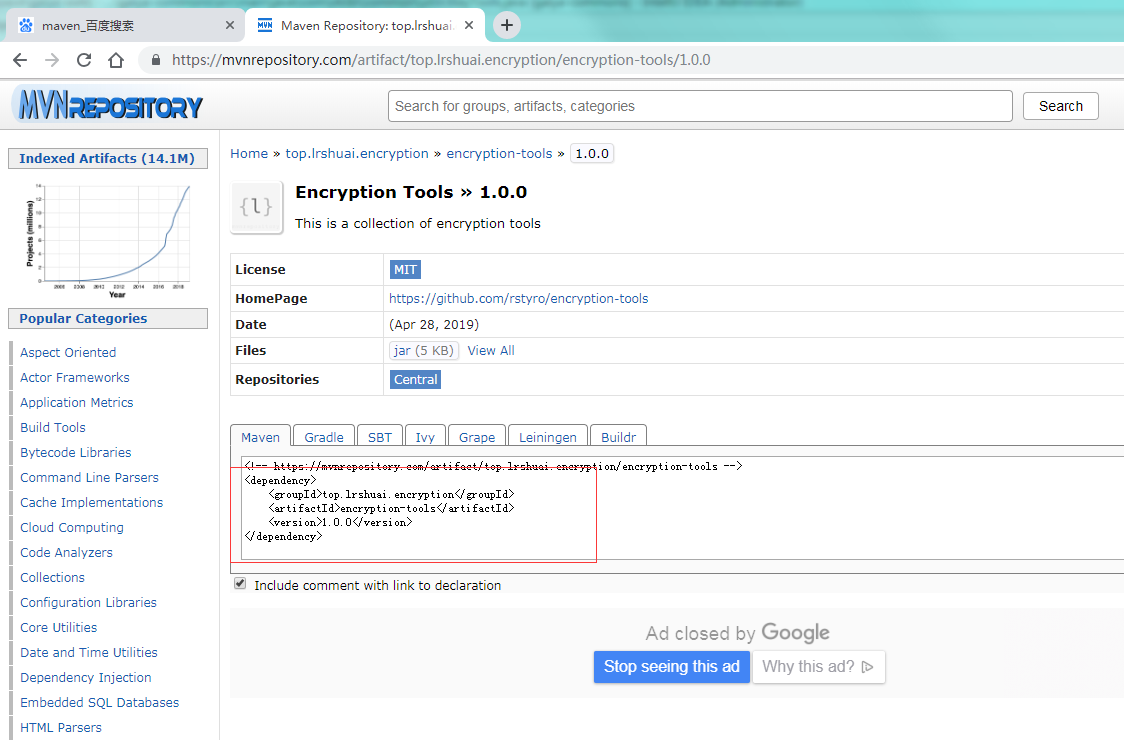 maven_百度搜索
MVN Maven Repository: top.lrshuai.
https://mvnrepository.com/artifact/top.lrshuai.encryption/encryption-tools/1.0.0
MVNREPOSITORY
Search for groups, artifacts, categories
Search
Indexed Artifacts (14.1M)
Projects (millions)
14
12
10
8
6
4
2
0
2006 2008 2010 2012 2014 2016 2018
Year
Popular Categories
Aspect Oriented
Actor Frameworks
Application Metrics
Build Tools
Bytecode Libraries
Command Line Parsers
Cache Implementations
Cloud Computing
Code Analyzers
Collections
Configuration Libraries
Core Utilities
Date and Time Utilities
Dependency Injection
Embedded SQL Databases
HTML Parsers
Home » top.lrshuai.encryption » encryption-tools » 1.0.0
{l}
Encryption Tools » 1.0.0
This is a collection of encryption tools
License MIT
HomePage https://github.com/rstyro/encryption-tools
Date (Apr 28, 2019)
Files jar (5 KB) View All
Repositories Central
Maven Gradle SBT Ivy Grape Leiningen Buildr
<!-- https://mvnrepository.com/artifact/top.lrshuai.encryption/encryption-tools -->
<dependency>
<groupId>top.lrshuai.encryption</groupId>
<artifactId>encryption-tools</artifactId>
<version>1.0.0</version>
</dependency>
Include comment with link to declaration
Ad closed by Google
Stop seeing this ad Why this ad?